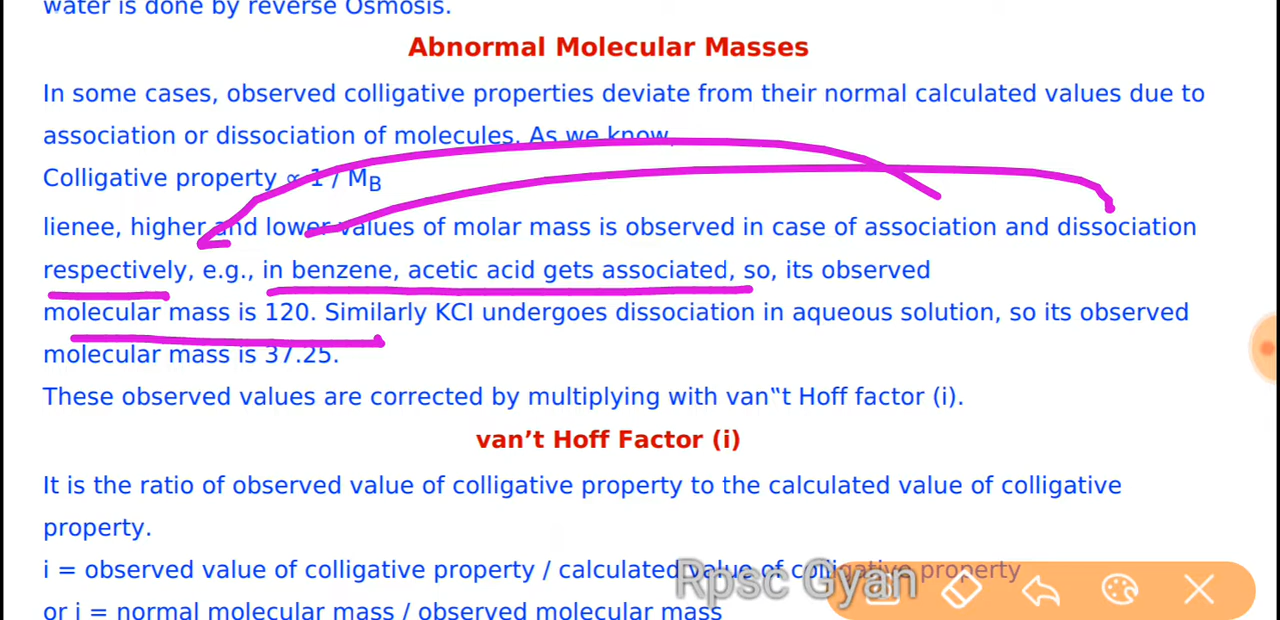 water is done by reverse Osmosis.
Abnormal Molecular Masses
In some cases, observed colligative properties deviate from their normal calculated values due to
association or dissociation of molecules. As we know,
Colligative property ∝ 1 / MB
lienee, higher and lower values of molar mass is observed in case of association and dissociation
respectively, e.g., in benzene, acetic acid gets associated, so, its observed
molecular mass is 120. Similarly KCI undergoes dissociation in aqueous solution, so its observed
molecular mass is 37.25.
These observed values are corrected by multiplying with van‟t Hoff factor (i).
van’t Hoff Factor (i)
It is the ratio of observed value of colligative property to the calculated value of colligative
property.
i = observed value of colligative property / calculated value of colligative property
Rpsc Gyan
or i = normal molecular mass / observed molecular mass